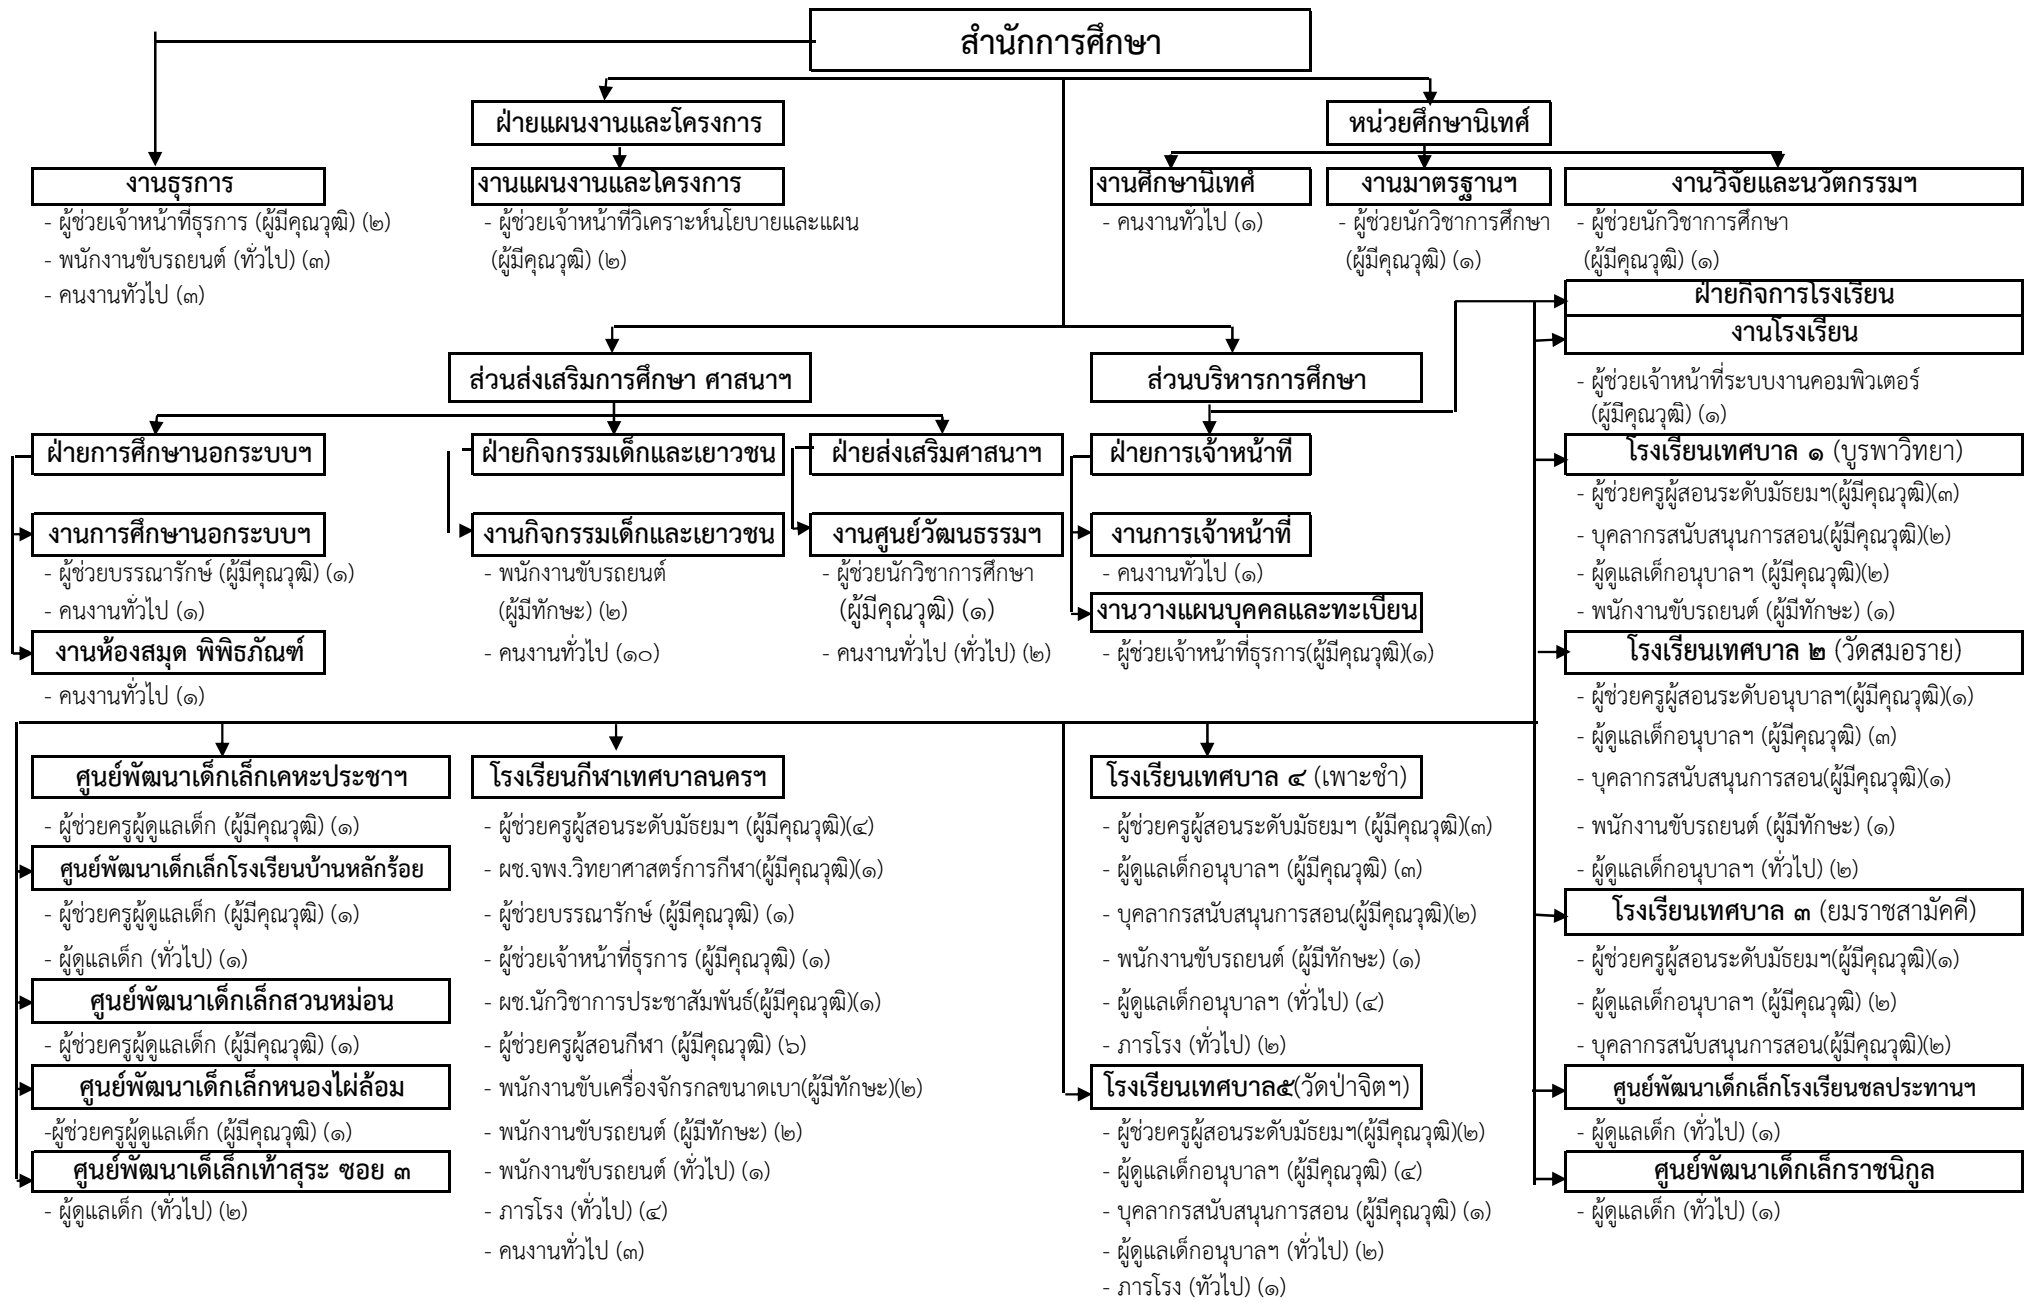 สำนักการศึกษา
ฝ่ายแผนงานและโครงการ
หน่วยศึกษานิเทศ์
งานธุรการ
- ผู้ช่วยเจ้าหน้าที่ธุรการ (ผู้มีคุณวุฒิ) (๒)
- พนักงานขับรถยนต์ (ทั่วไป) (๓)
- คนงานทั่วไป (๓)
งานแผนงานและโครงการ
- ผู้ช่วยเจ้าหน้าที่วิเคราะห์นโยบายและแผน
(ผู้มีคุณวุฒิ) (๒)
งานศึกษานิเทศ์
- คนงานทั่วไป (๑)
งานมาตรฐานฯ
- ผู้ช่วยนักวิชาการศึกษา
(ผู้มีคุณวุฒิ) (๑)
งานวิจัยและนวัตกรรมฯ
- ผู้ช่วยนักวิชาการศึกษา
(ผู้มีคุณวุฒิ) (๑)
ฝ่ายกิจการโรงเรียน
งานโรงเรียน
- ผู้ช่วยเจ้าหน้าที่ระบบงานคอมพิวเตอร์
(ผู้มีคุณวุฒิ) (๑)
ส่วนส่งเสริมการศึกษา ศาสนาฯ
ส่วนบริหารการศึกษา
ฝ่ายการศึกษานอกระบบฯ
งานการศึกษานอกระบบฯ
- ผู้ช่วยบรรณารักษ์ (ผู้มีคุณวุฒิ) (๑)
- คนงานทั่วไป (๑)
งานห้องสมุด พิพิธภัณฑ์
- คนงานทั่วไป (๑)
ฝ่ายกิจกรรมเด็กและเยาวชน
งานกิจกรรมเด็กและเยาวชน
- พนักงานขับรถยนต์
(ผู้มีทักษะ) (๒)
- คนงานทั่วไป (๑๐)
ฝ่ายส่งเสริมศาสนาฯ
งานศูนย์วัฒนธรรมฯ
- ผู้ช่วยนักวิชาการศึกษา
(ผู้มีคุณวุฒิ) (๑)
- คนงานทั่วไป (ทั่วไป) (๒)
ฝ่ายการเจ้าหน้าที่
งานการเจ้าหน้าที่
- คนงานทั่วไป (๑)
งานวางแผนบุคคลและทะเบียน
- ผู้ช่วยเจ้าหน้าที่ธุรการ(ผู้มีคุณวุฒิ)(๑)
โรงเรียนเทศบาล ๑ (บูรพาวิทยา)
- ผู้ช่วยครูผู้สอนระดับมัธยมฯ(ผู้มีคุณวุฒิ)(๓)
- บุคลากรสนับสนุนการสอน(ผู้มีคุณวุฒิ)(๒)
- ผู้ดูแลเด็กอนุบาลฯ (ผู้มีคุณวุฒิ)(๒)
- พนักงานขับรถยนต์ (ผู้มีทักษะ) (๑)
โรงเรียนเทศบาล ๒ (วัดสมอราย)
- ผู้ช่วยครูผู้สอนระดับอนุบาลฯ(ผู้มีคุณวุฒิ)(๑)
- ผู้ดูแลเด็กอนุบาลฯ (ผู้มีคุณวุฒิ) (๓)
- บุคลากรสนับสนุนการสอน(ผู้มีคุณวุฒิ)(๑)
- พนักงานขับรถยนต์ (ผู้มีทักษะ) (๑)
- ผู้ดูแลเด็กอนุบาลฯ (ทั่วไป) (๒)
โรงเรียนเทศบาล ๓ (ยมราชสามัคคี)
- ผู้ช่วยครูผู้สอนระดับมัธยมฯ(ผู้มีคุณวุฒิ)(๑)
- ผู้ดูแลเด็กอนุบาลฯ (ผู้มีคุณวุฒิ) (๒)
- บุคลากรสนับสนุนการสอน(ผู้มีคุณวุฒิ)(๒)
ศูนย์พัฒนาเด็กเล็กโรงเรียนชลประทานฯ
- ผู้ดูแลเด็ก (ทั่วไป) (๑)
ศูนย์พัฒนาเด็กเล็กราชนิกูล
- ผู้ดูแลเด็ก (ทั่วไป) (๑)
ศูนย์พัฒนาเด็กเล็กเคหะประชาฯ
- ผู้ช่วยครูผู้ดูแลเด็ก (ผู้มีคุณวุฒิ) (๑)
ศูนย์พัฒนาเด็กเล็กโรงเรียนบ้านหลักร้อย
- ผู้ช่วยครูผู้ดูแลเด็ก (ผู้มีคุณวุฒิ) (๑)
- ผู้ดูแลเด็ก (ทั่วไป) (๑)
ศูนย์พัฒนาเด็กเล็กสวนหม่อน
- ผู้ช่วยครูผู้ดูแลเด็ก (ผู้มีคุณวุฒิ) (๑)
ศูนย์พัฒนาเด็กเล็กหนองไผ่ล้อม
-ผู้ช่วยครูผู้ดูแลเด็ก (ผู้มีคุณวุฒิ) (๑)
ศูนย์พัฒนาเด็เล็กเท้าสุระ ซอย ๓
- ผู้ดูแลเด็ก (ทั่วไป) (๒)
โรงเรียนกีฬาเทศบาลนครฯ
- ผู้ช่วยครูผู้สอนระดับมัธยมฯ (ผู้มีคุณวุฒิ)(๔)
- ผช.จพง.วิทยาศาสตร์การกีฬา(ผู้มีคุณวุฒิ)(๑)
- ผู้ช่วยบรรณารักษ์ (ผู้มีคุณวุฒิ) (๑)
- ผู้ช่วยเจ้าหน้าที่ธุรการ (ผู้มีคุณวุฒิ) (๑)
- ผช.นักวิชาการประชาสัมพันธ์(ผู้มีคุณวุฒิ)(๑)
- ผู้ช่วยครูผู้สอนกีฬา (ผู้มีคุณวุฒิ) (๖)
- พนักงานขับเครื่องจักรกลขนาดเบา(ผู้มีทักษะ)(๒)
- พนักงานขับรถยนต์ (ผู้มีทักษะ) (๒)
- พนักงานขับรถยนต์ (ทั่วไป) (๑)
- ภารโรง (ทั่วไป) (๔)
- คนงานทั่วไป (๓)
โรงเรียนเทศบาล ๔ (เพาะชำ)
- ผู้ช่วยครูผู้สอนระดับมัธยมฯ (ผู้มีคุณวุฒิ)(๓)
- ผู้ดูแลเด็กอนุบาลฯ (ผู้มีคุณวุฒิ) (๓)
- บุคลากรสนับสนุนการสอน(ผู้มีคุณวุฒิ)(๒)
- พนักงานขับรถยนต์ (ผู้มีทักษะ) (๑)
- ผู้ดูแลเด็กอนุบาลฯ (ทั่วไป) (๔)
- ภารโรง (ทั่วไป) (๒)
โรงเรียนเทศบาล๕(วัดป่าจิตฯ)
- ผู้ช่วยครูผู้สอนระดับมัธยมฯ(ผู้มีคุณวุฒิ)(๒)
- ผู้ดูแลเด็กอนุบาลฯ (ผู้มีคุณวุฒิ) (๔)
- บุคลากรสนับสนุนการสอน (ผู้มีคุณวุฒิ) (๑)
- ผู้ดูแลเด็กอนุบาลฯ (ทั่วไป) (๒)
- ภารโรง (ทั่วไป) (๑)